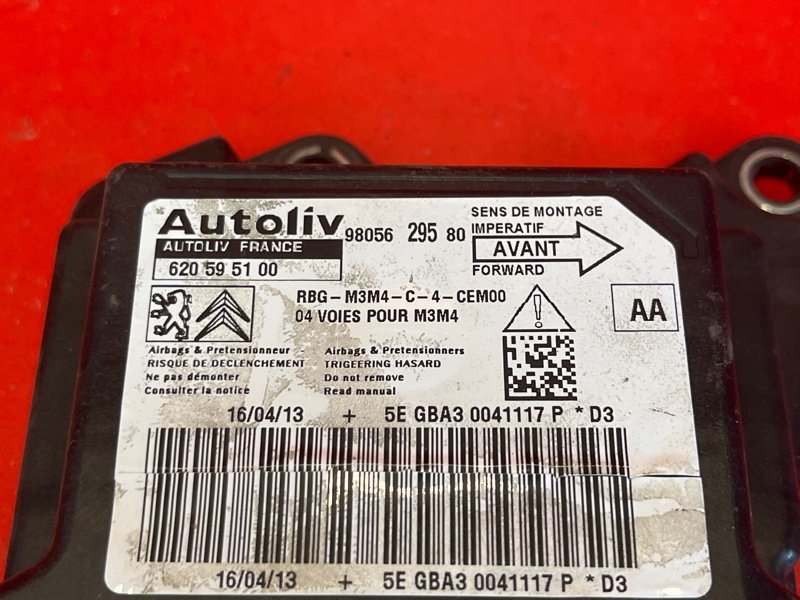 Autoliv
AUTOLIV FRANCE
620 59 51 00
98056 295 80
SENS DE MONTAGE
IMPERATIF
AVANT
FORWARD
RBG-M3M4-C-4-CEM00
04 VOIES POUR M3M4
AA
Airbags & Pretensionneur
RISQUE DE DECLENCHEMENT
Ne pas démonter
Consulter la notice
Airbags & Pretensionners
TRIGEERING HASARD
Do not remove
Read manual
16/04/13 + 5E GBA3 0041117 P * D3
16/04/13 + 5E GBA3 0041117 P * D3